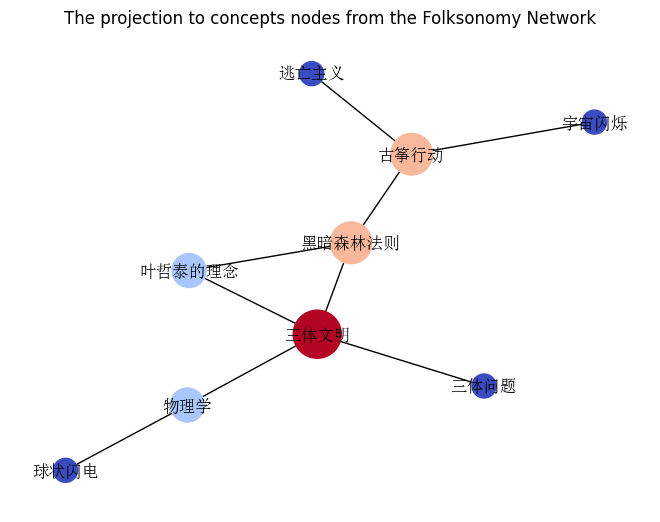 The projection to concepts nodes from the Folksonomy Network
逃亡主义
宇宙闪烁
古筝行动
黑暗森林法则
叶哲泰的理念
三体文明
三体问题
物理学
球状闪电